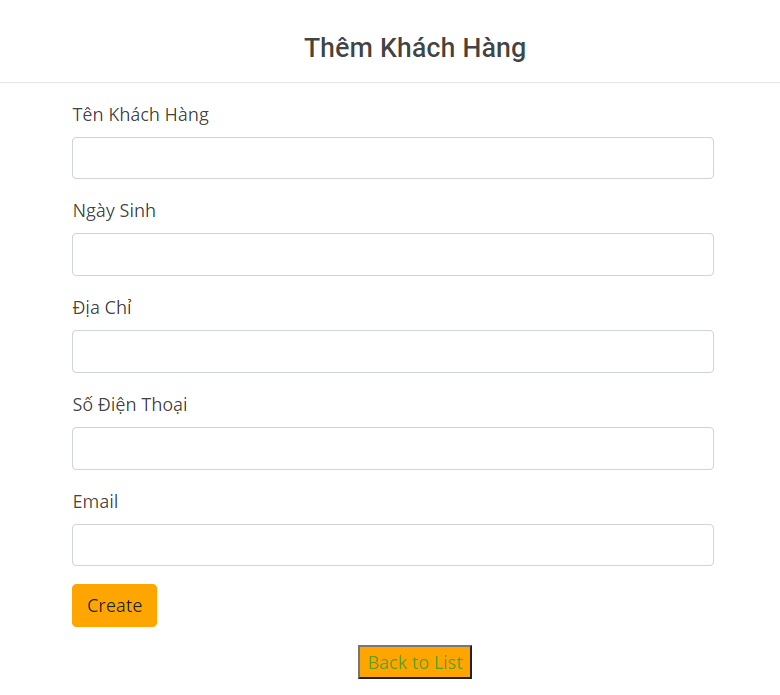 Thêm Khách Hàng
Tên Khách Hàng
Ngày Sinh
Địa Chỉ
Số Điện Thoại
Email
Create
Back to List